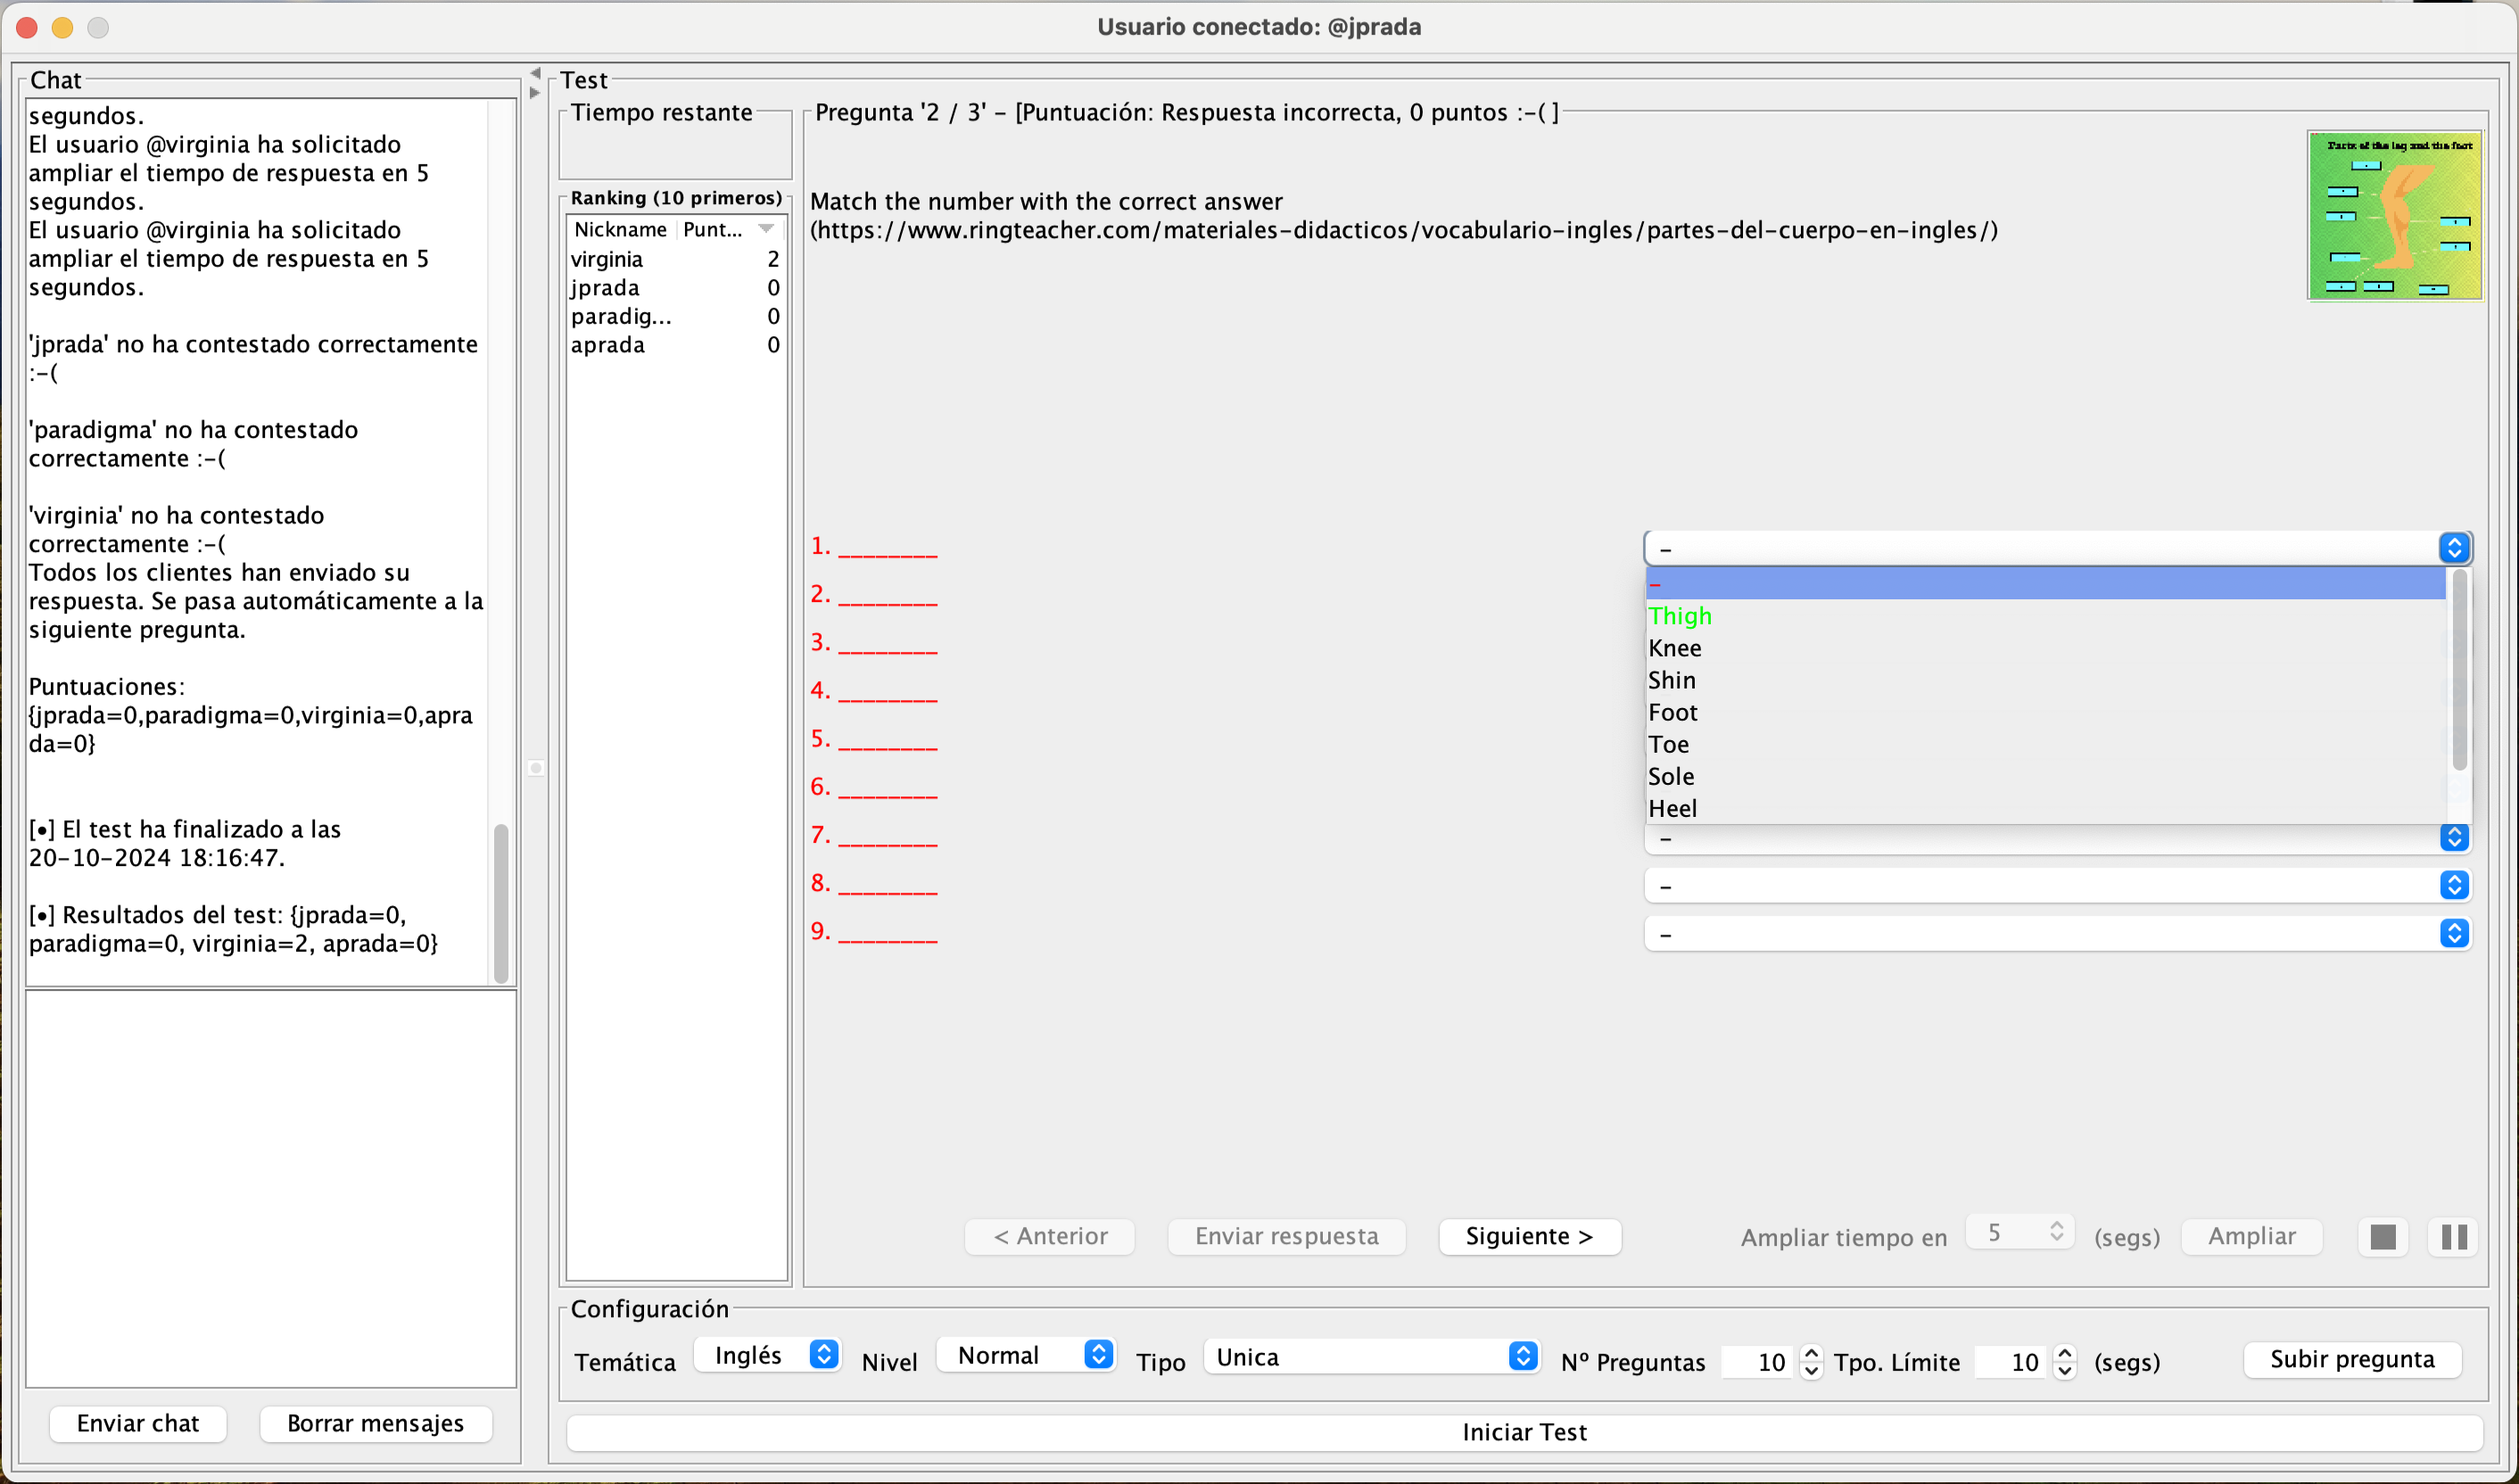 Usuario conectado: @jprada
Chat
segundos.
El usuario @virginia ha solicitado
ampliar el tiempo de respuesta en 5
segundos.
El usuario @virginia ha solicitado
ampliar el tiempo de respuesta en 5
segundos.
'jprada' no ha contestado correctamente
:-(
'paradigma' no ha contestado
correctamente :-(
'virginia' no ha contestado
correctamente :-(
Todos los clientes han enviado su
respuesta. Se pasa automáticamente a la
siguiente pregunta.
Puntuaciones:
{jprada=0,paradigma=0,virginia=0,apra
da=0}
[•] El test ha finalizado a las
20-10-2024 18:16:47.
[•] Resultados del test: {jprada=0,
paradigma=0, virginia=2, aprada=0}
Enviar chat
Borrar mensajes
Test
Tiempo restante
Ranking (10 primeros)
Nickname Punt...
virginia 2
jprada 0
paradig... 0
aprada 0
Pregunta '2 / 3' - [Puntuación: Respuesta incorrecta, 0 puntos :-( ]
Match the number with the correct answer
(https://www.ringteacher.com/materiales-didacticos/vocabulario-ingles/partes-del-cuerpo-en-ingles/)
Parts of the leg and the foot
1. ________
2. ________
3. ________
4. ________
5. ________
6. ________
7. ________
8. ________
9. ________
-
-
Thigh
Knee
Shin
Foot
Toe
Sole
Heel
-
-
-
< Anterior
Enviar respuesta
Siguiente >
Ampliar tiempo en 5 (segs)
Ampliar
Configuración
Temática Inglés Nivel Normal Tipo Unica Nº Preguntas 10 Tpo. Límite 10 (segs)
Subir pregunta
Iniciar Test